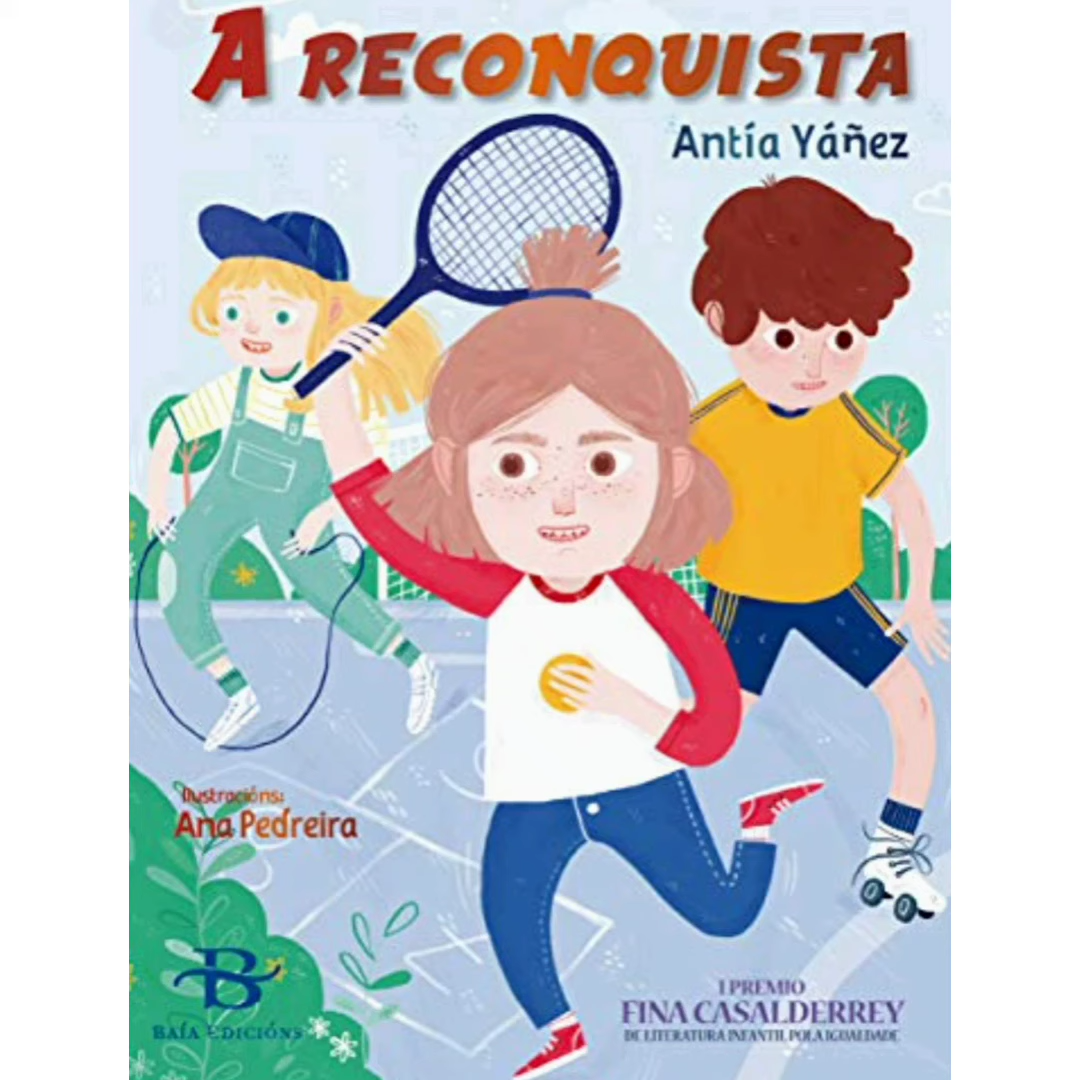 A RECONQUISTA
Antía Yáñez
Ilustracións:
Ana Pedreira
B
BAÍA EDICIÓNS
I PREMIO
FINA CASALDERREY
DE LITERATURA INFANTIL POLA IGUALDADE